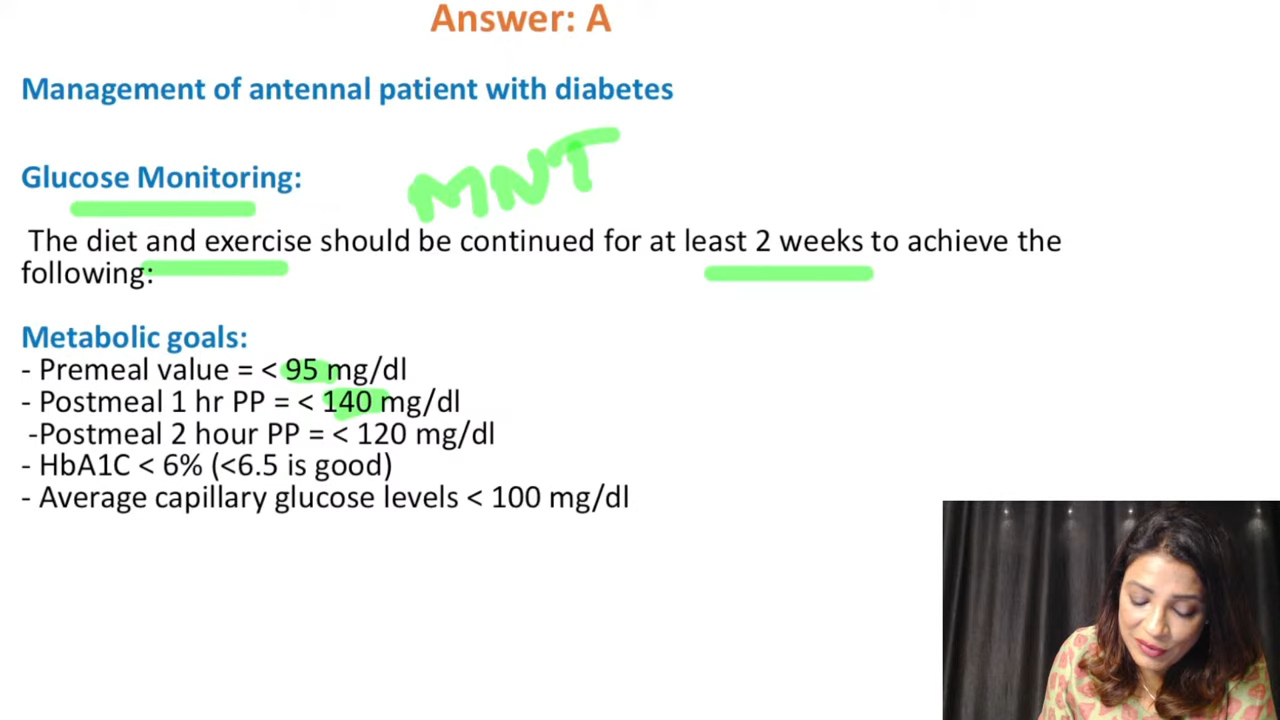 Answer: A
Management of antennal patient with diabetes
MNT
Glucose Monitoring:
The diet and exercise should be continued for at least 2 weeks to achieve the
following:
Metabolic goals:
- Premeal value = < 95 mg/dl
- Postmeal 1 hr PP = < 140 mg/dl
-Postmeal 2 hour PP = < 120 mg/dl
- HbA1C < 6% (<6.5 is good)
- Average capillary glucose levels < 100 mg/dl